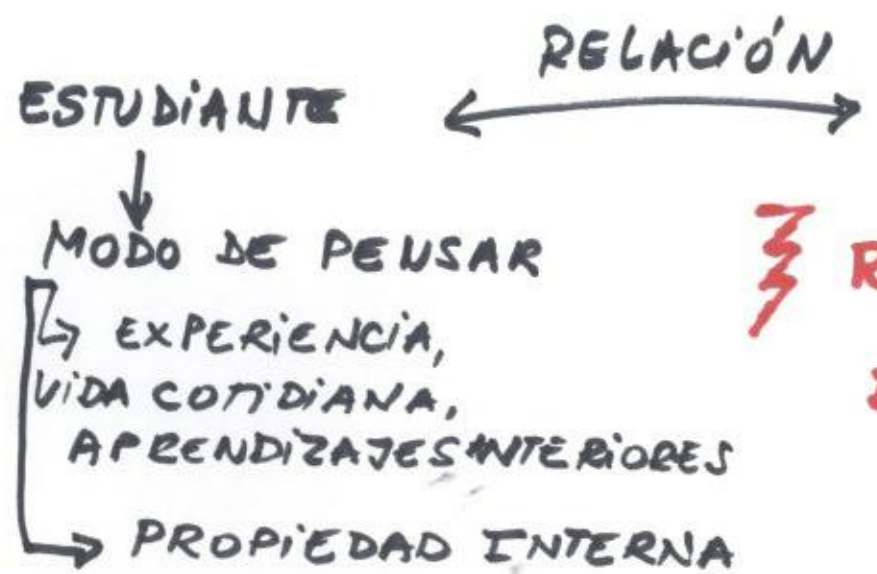 RELACIÓN
ESTUDIANTE
MODO DE PENSAR
EXPERIENCIA,
VIDA COTIDIANA,
APRENDIZAJES ANTERIORES
PROPIEDAD INTERNA